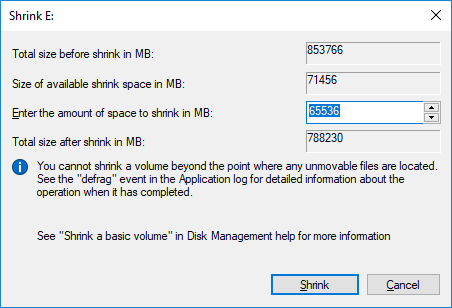 Shrink E:
Total size before shrink in MB: 853766
Size of available shrink space in MB: 71456
Enter the amount of space to shrink in MB: 65536
Total size after shrink in MB: 788230
You cannot shrink a volume beyond the point where any unmovable files are located.
See the "defrag" event in the Application log for detailed information about the
operation when it has completed.
See "Shrink a basic volume" in Disk Management help for more information
Shrink Cancel